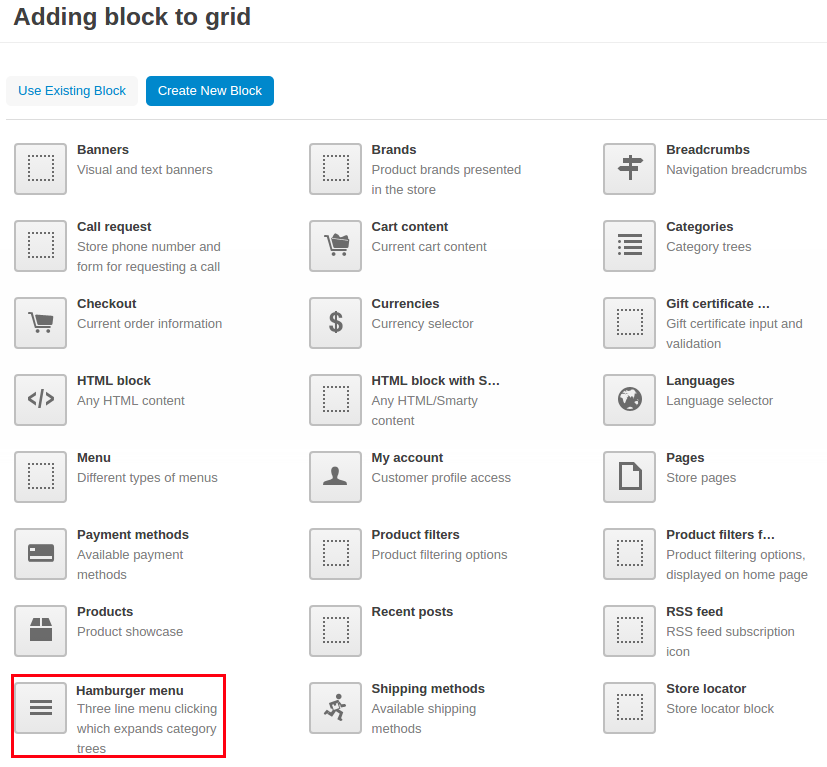 Adding block to grid
Use Existing Block
Create New Block
Banners
Visual and text banners
Brands
Product brands presented
in the store
Breadcrumbs
Navigation breadcrumbs
Call request
Store phone number and
form for requesting a call
Cart content
Current cart content
Categories
Category trees
Checkout
Current order information
Currencies
Currency selector
Gift certificate ...
Gift certificate input and
validation
HTML block
Any HTML content
HTML block with S...
Any HTML/Smarty
content
Languages
Language selector
Menu
Different types of menus
My account
Customer profile access
Pages
Store pages
Payment methods
Available payment
methods
Product filters
Product filtering options
Product filters f...
Product filtering options,
displayed on home page
Products
Product showcase
Recent posts
RSS feed
RSS feed subscription
icon
Hamburger menu
Three line menu clicking
which expands category
trees
Shipping methods
Available shipping
methods
Store locator
Store locator block